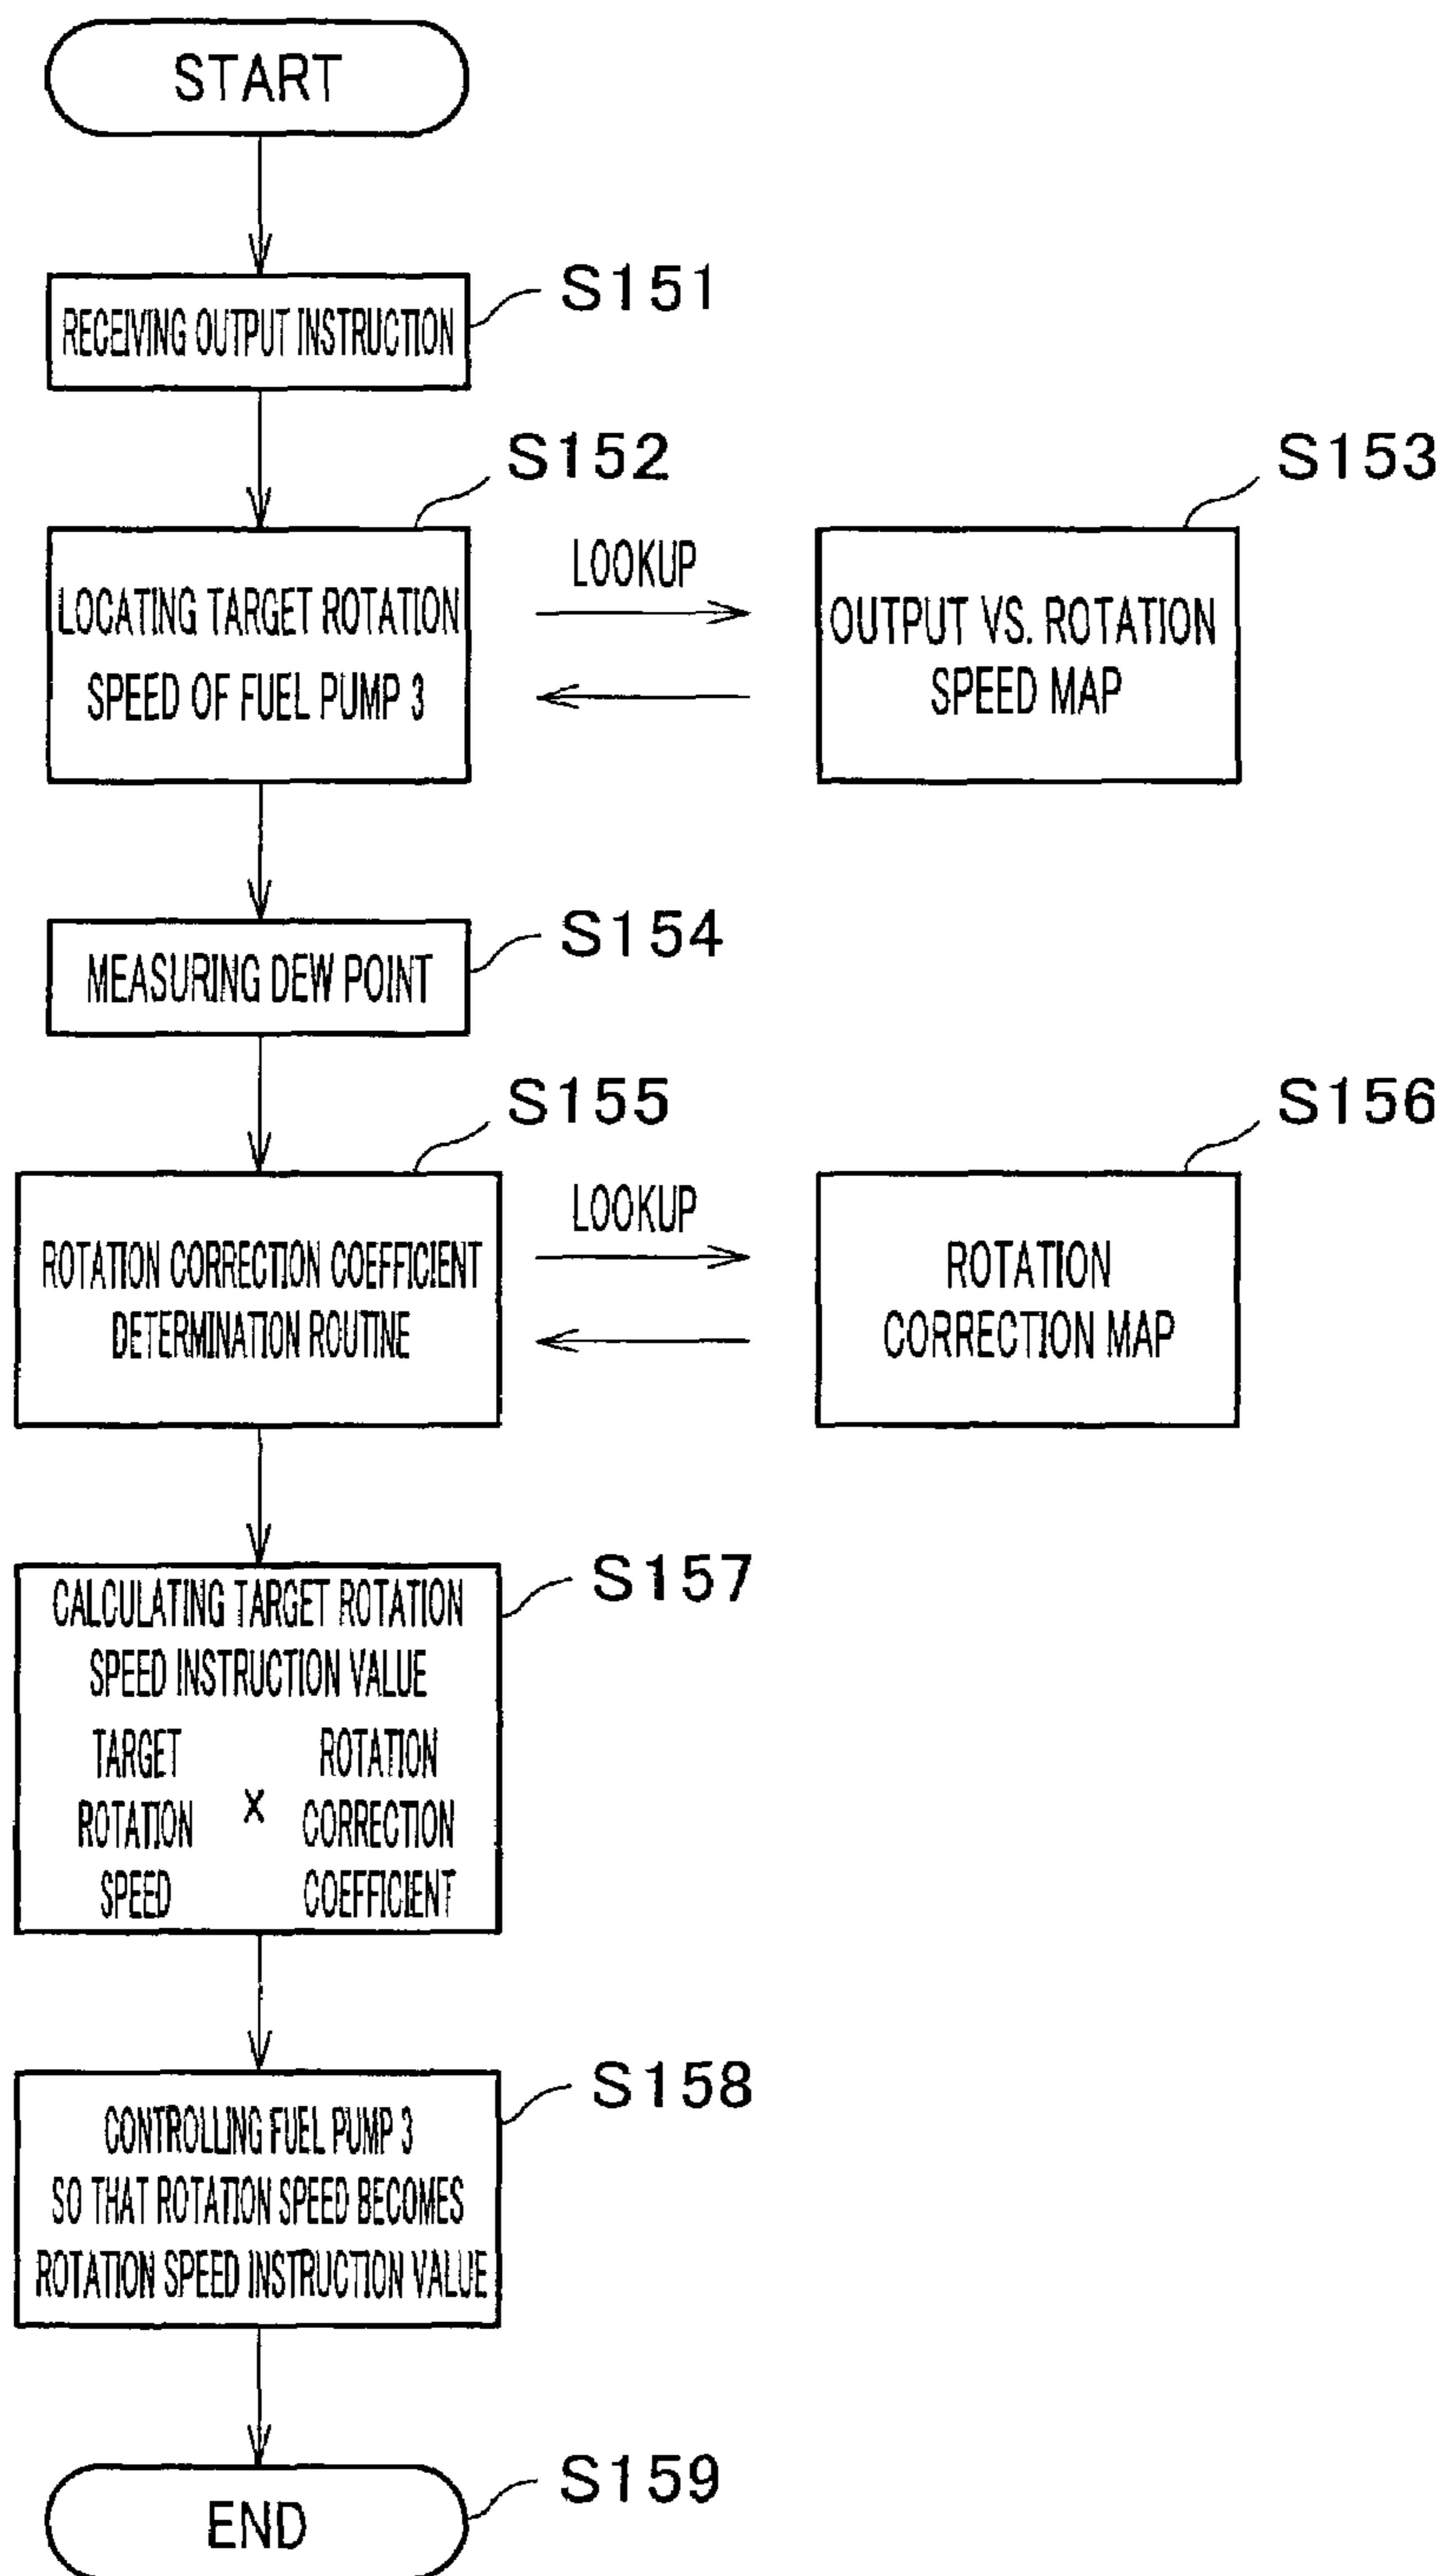 START
S151
RECEIVING OUTPUT INSTRUCTION
S152
LOCATING TARGET ROTATION
SPEED OF FUEL PUMP 3
LOOKUP
S153
OUTPUT VS. ROTATION
SPEED MAP
S154
MEASURING DEW POINT
S155
ROTATION CORRECTION COEFFICIENT
DETERMINATION ROUTINE
LOOKUP
S156
ROTATION
CORRECTION MAP
S157
CALCULATING TARGET ROTATION
SPEED INSTRUCTION VALUE
TARGET
ROTATION
SPEED
X
ROTATION
CORRECTION
COEFFICIENT
S158
CONTROLLING FUEL PUMP 3
SO THAT ROTATION SPEED BECOMES
ROTATION SPEED INSTRUCTION VALUE
S159
END